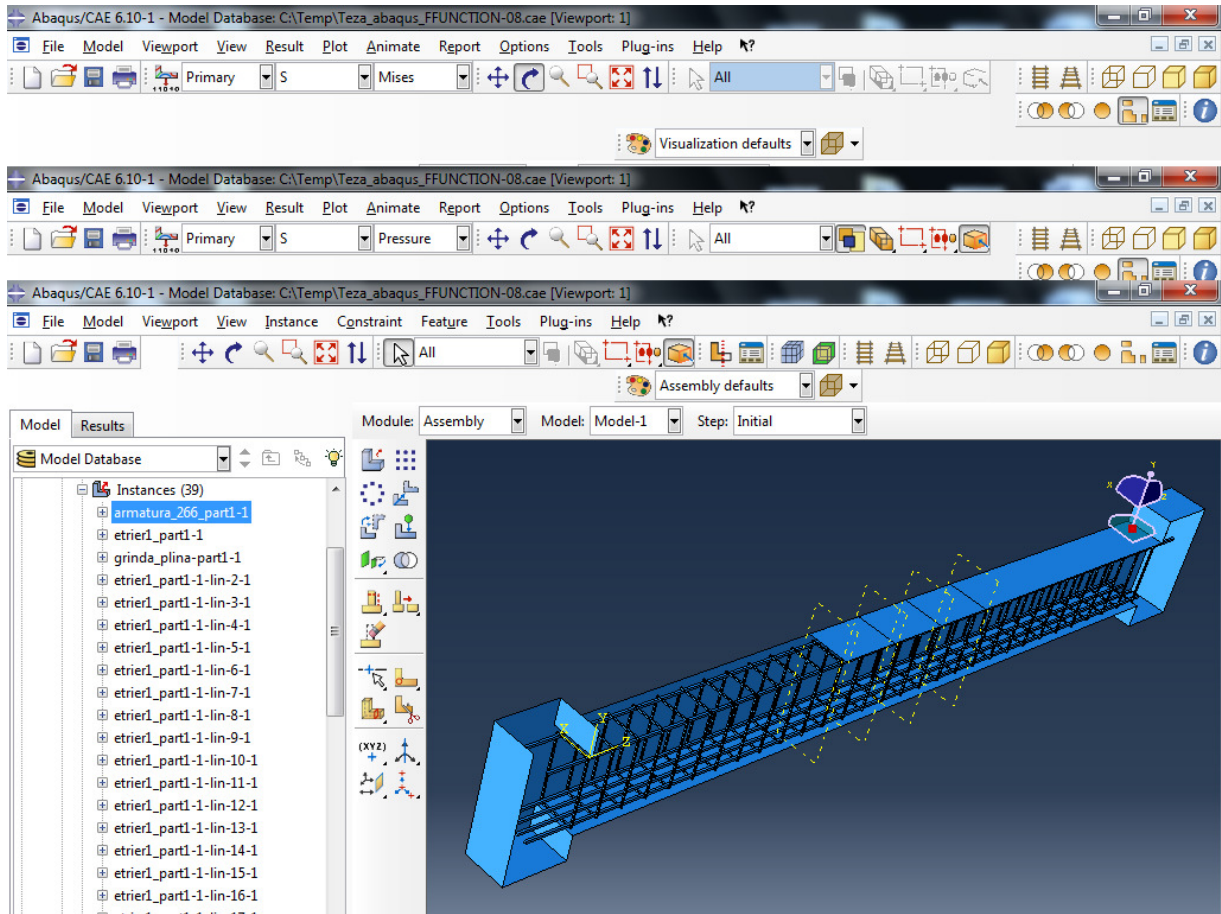 Abaqus/CAE 6.10-1 - Model Database: C:\Temp\Teza_abaqus_FFUNCTION-08.cae [Viewport: 1]
File Model Viewport View Result Plot Animate Report Options Tools Plug-ins Help
Primary S Mises All
Visualization defaults
Abaqus/CAE 6.10-1 - Model Database: C:\Temp\Teza_abaqus_FFUNCTION-08.cae [Viewport: 1]
File Model Viewport View Result Plot Animate Report Options Tools Plug-ins Help
Primary S Pressure All
Abaqus/CAE 6.10-1 - Model Database: C:\Temp\Teza_abaqus_FFUNCTION-08.cae [Viewport: 1]
File Model Viewport View Instance Constraint Feature Tools Plug-ins Help
All
Assembly defaults
Model Results
Module: Assembly Model: Model-1 Step: Initial
Model Database
Instances (39)
armatura_266_part1-1
etrier1_part1-1
grinda_plina-part1-1
etrier1_part1-1-lin-2-1
etrier1_part1-1-lin-3-1
etrier1_part1-1-lin-4-1
etrier1_part1-1-lin-5-1
etrier1_part1-1-lin-6-1
etrier1_part1-1-lin-7-1
etrier1_part1-1-lin-8-1
etrier1_part1-1-lin-9-1
etrier1_part1-1-lin-10-1
etrier1_part1-1-lin-11-1
etrier1_part1-1-lin-12-1
etrier1_part1-1-lin-13-1
etrier1_part1-1-lin-14-1
etrier1_part1-1-lin-15-1
etrier1_part1-1-lin-16-1
(XYZ)
Y
X
Z
X Y Z